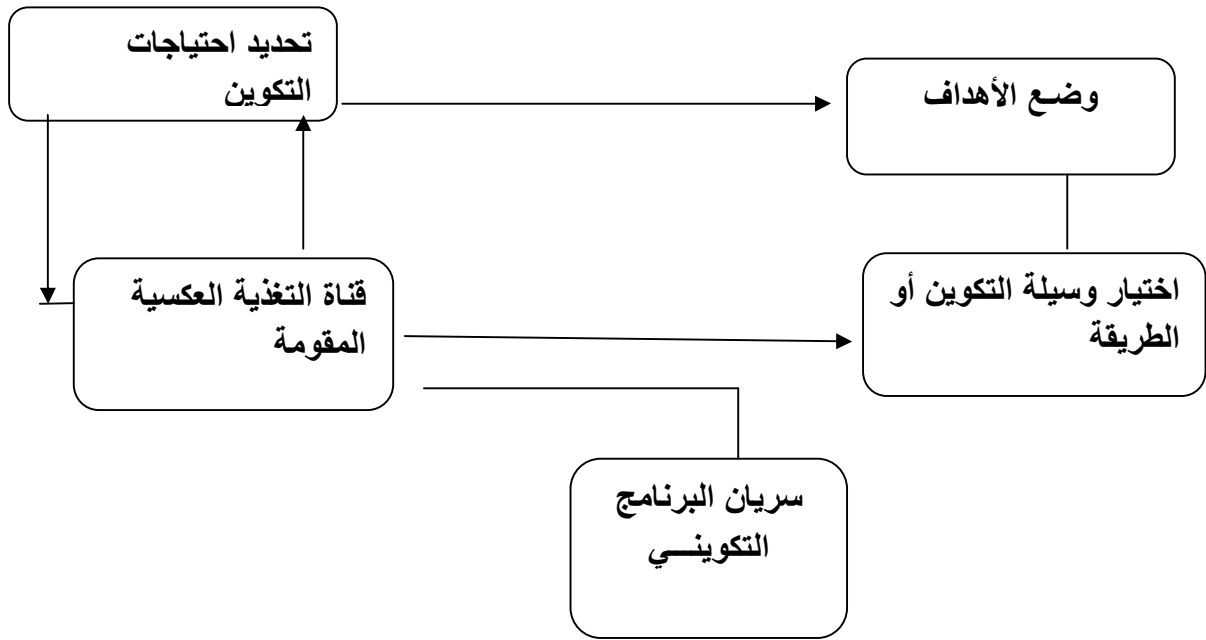 تحديد احتياجات
التكوين
وضع الأهداف
قناة التغذية العكسية
المقومة
اختيار وسيلة التكوين أو
الطريقة
سريان البرنامج
التكوينـــي